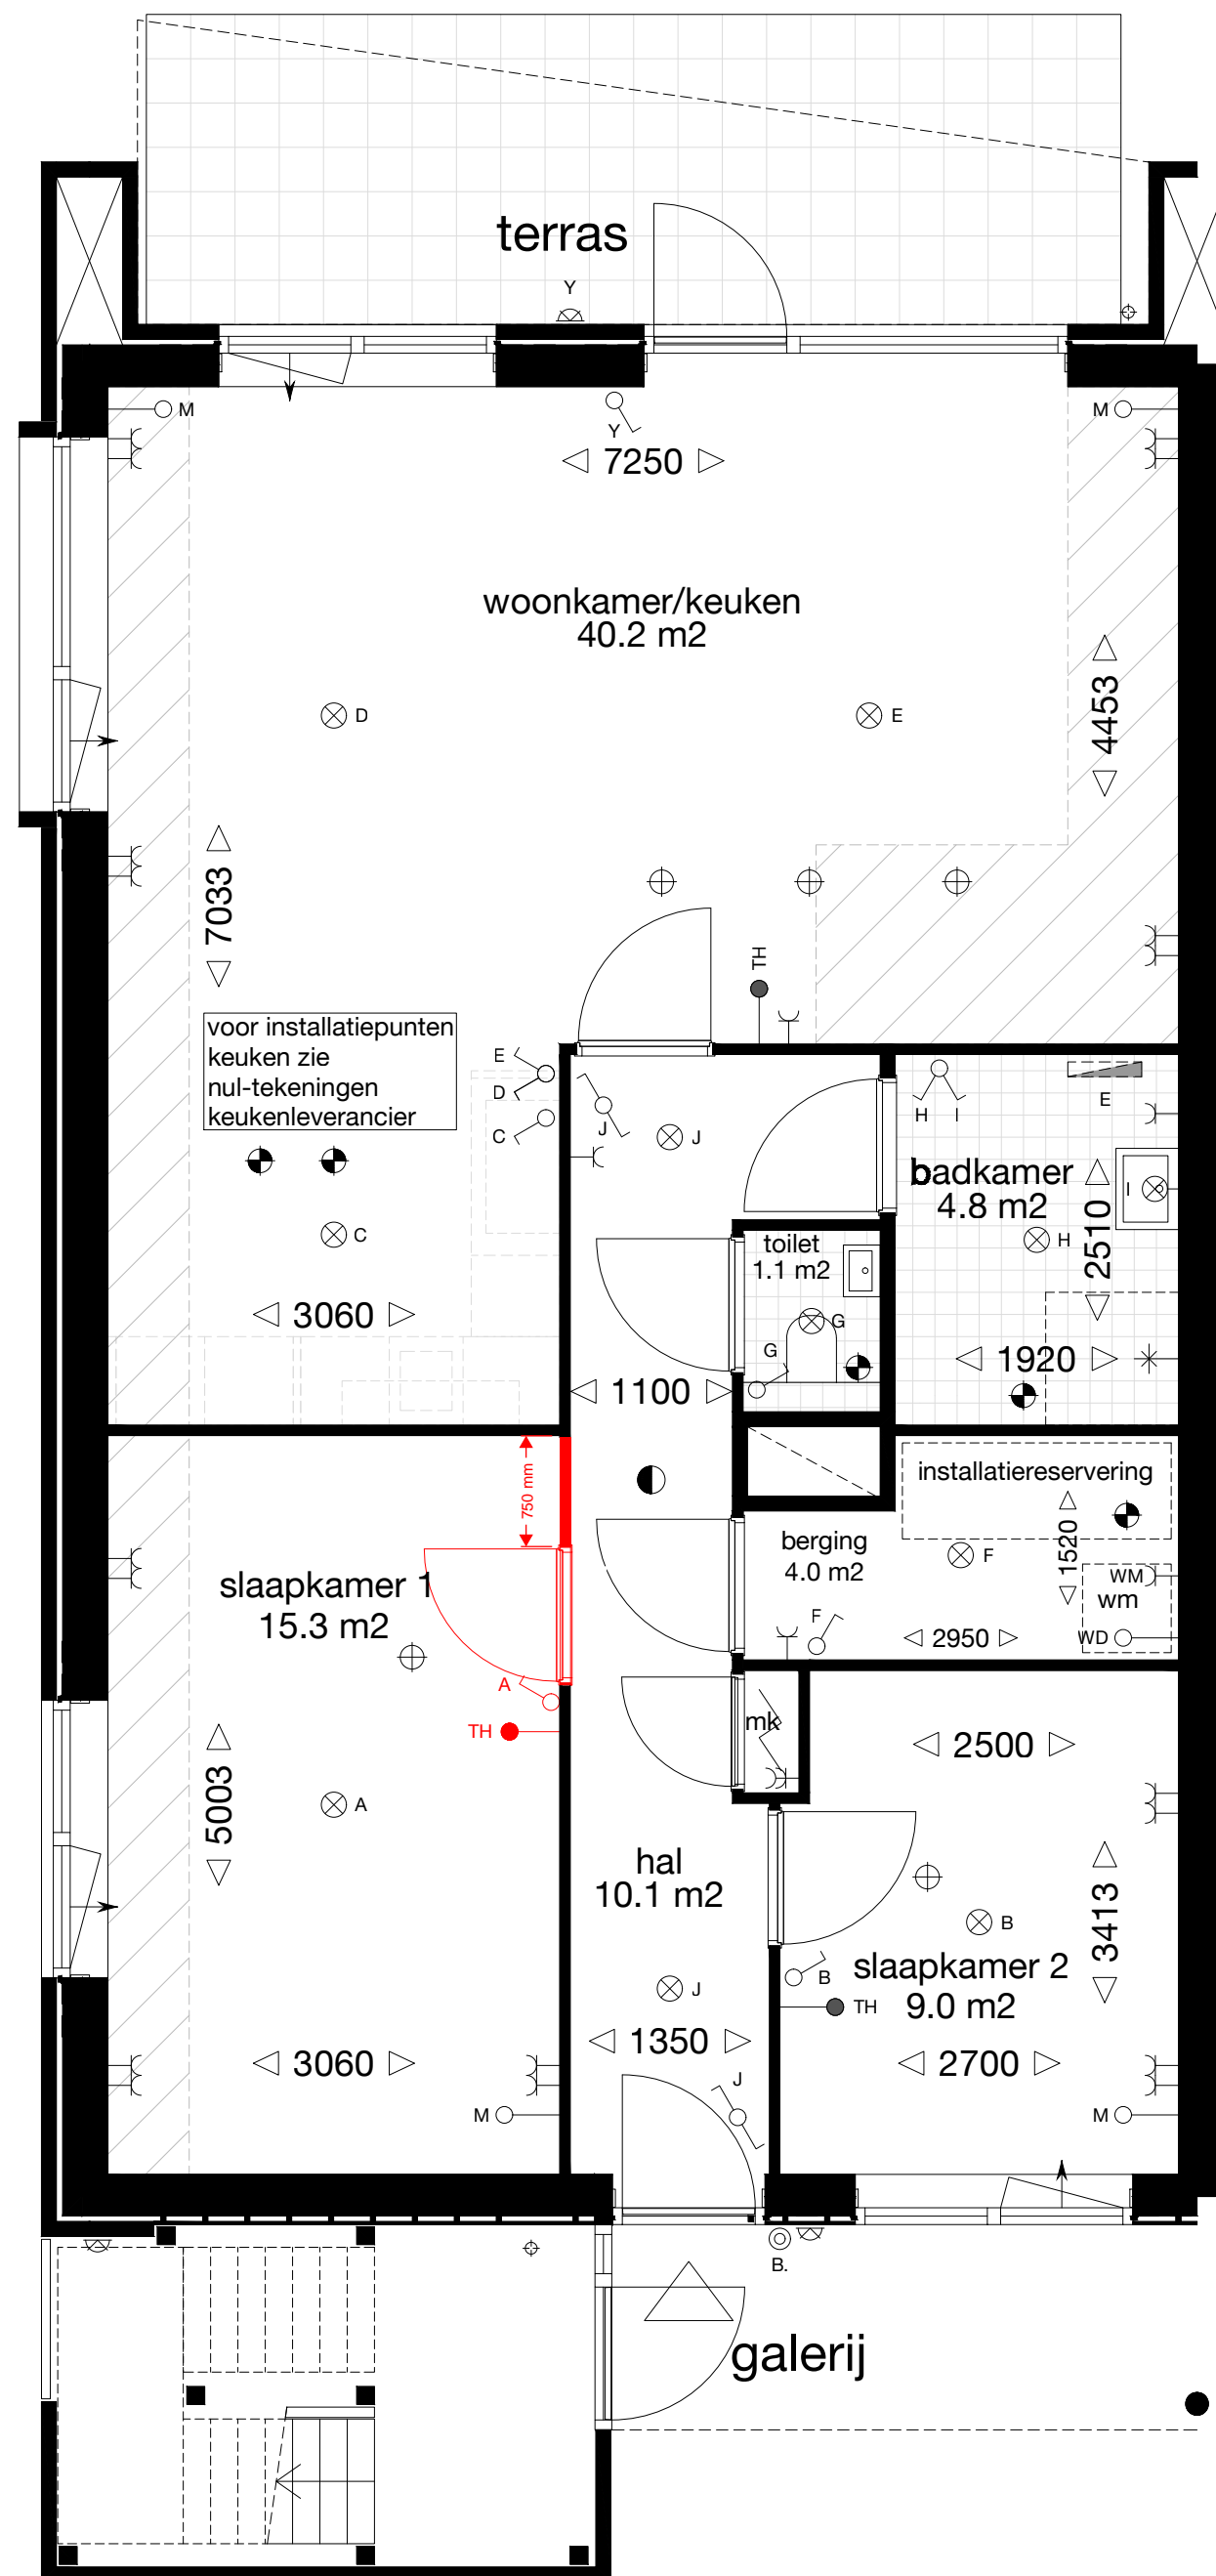 terras
Y
M
Y
M
7250
woonkamer/keuken
40.2 m2
4453
D
E
7033
TH
voor installatiepunten
keuken zie
nul-tekeningen
keukenleverancier
E
D
C
J
J
H
I
E
badkamer
4.8 m2
2510
I
H
C
toilet
1.1 m2
G
G
3060
1920
1100
750 mm
installatiereservering
berging
4.0 m2
1520
F
WM
wm
F
2950
WD
slaapkamer 1
15.3 m2
A
TH
mk
2500
5003
A
hal
10.1 m2
3413
B
B
slaapkamer 2
9.0 m2
J
TH
3060
1350
2700
J
M
M
B.
galerij